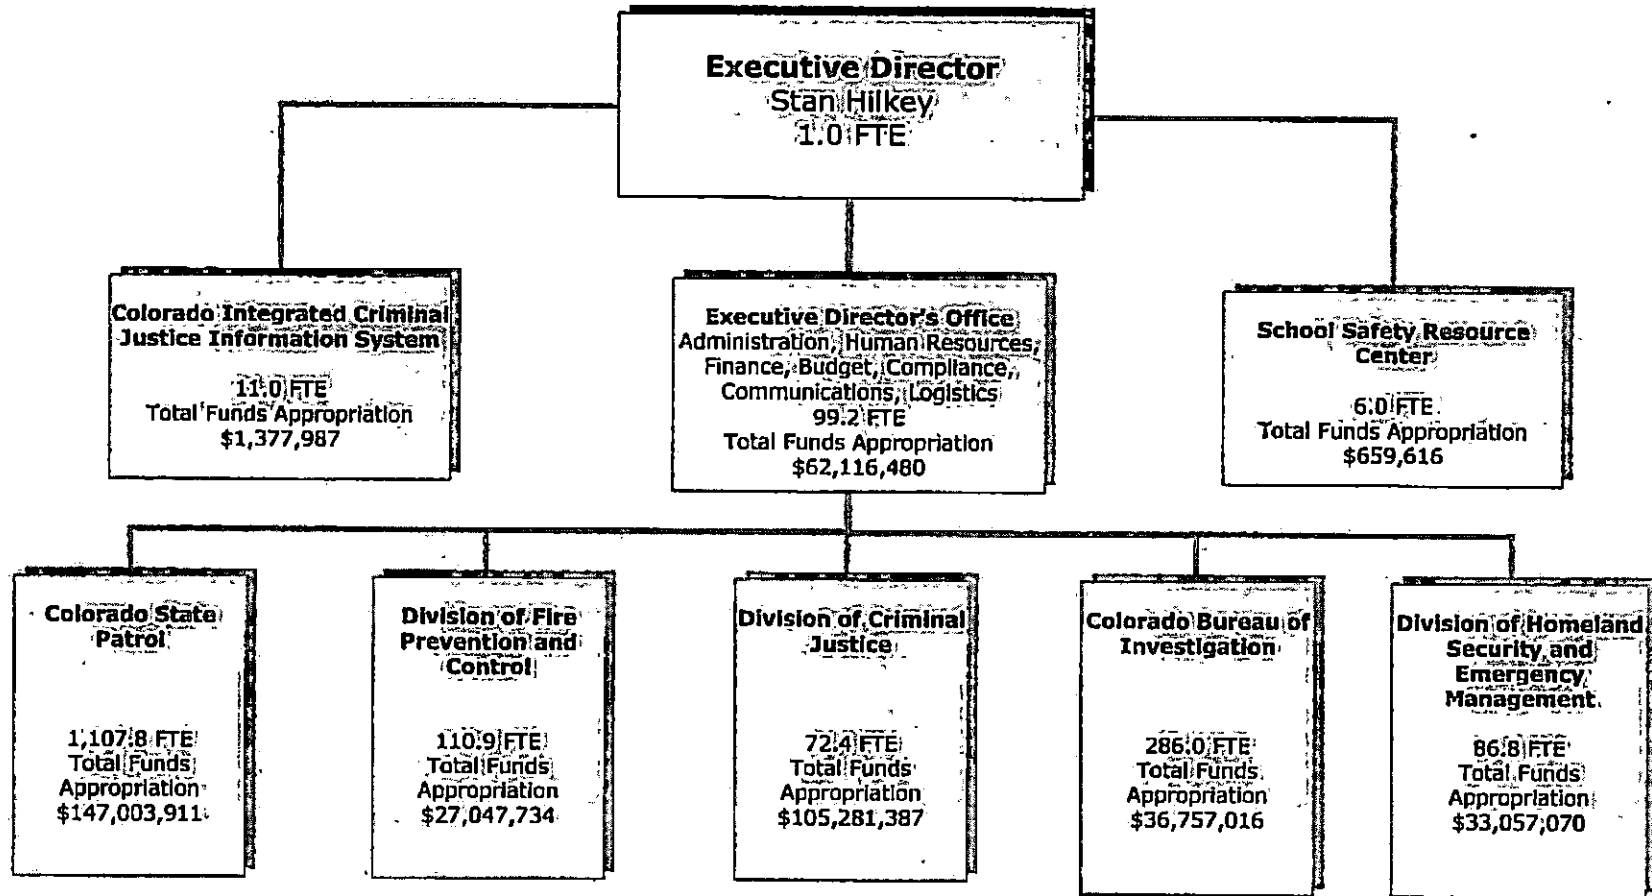 Executive Director
Stan Hilkey
1.0 FTE
Colorado Integrated Criminal
Justice Information System
11.0 FTE
Total Funds Appropriation
$1,377,987
Executive Director's Office
Administration, Human Resources,
Finance, Budget, Compliance,
Communications, Logistics
99.2 FTE
Total Funds Appropriation
$62,116,480
School Safety Resource
Center
6.0 FTE
Total Funds Appropriation
$659,616
Colorado State
Patrol
1,107.8 FTE
Total Funds
Appropriation
$147,003,911
Division of Fire
Prevention and
Control
110.9 FTE
Total Funds
Appropriation
$27,047,734
Division of Criminal
Justice
72.4 FTE
Total Funds
Appropriation
$105,281,387
Colorado Bureau of
Investigation
286.0 FTE
Total Funds
Appropriation
$36,757,016
Division of Homeland
Security and
Emergency
Management
86.8 FTE
Total Funds
Appropriation
$33,057,070